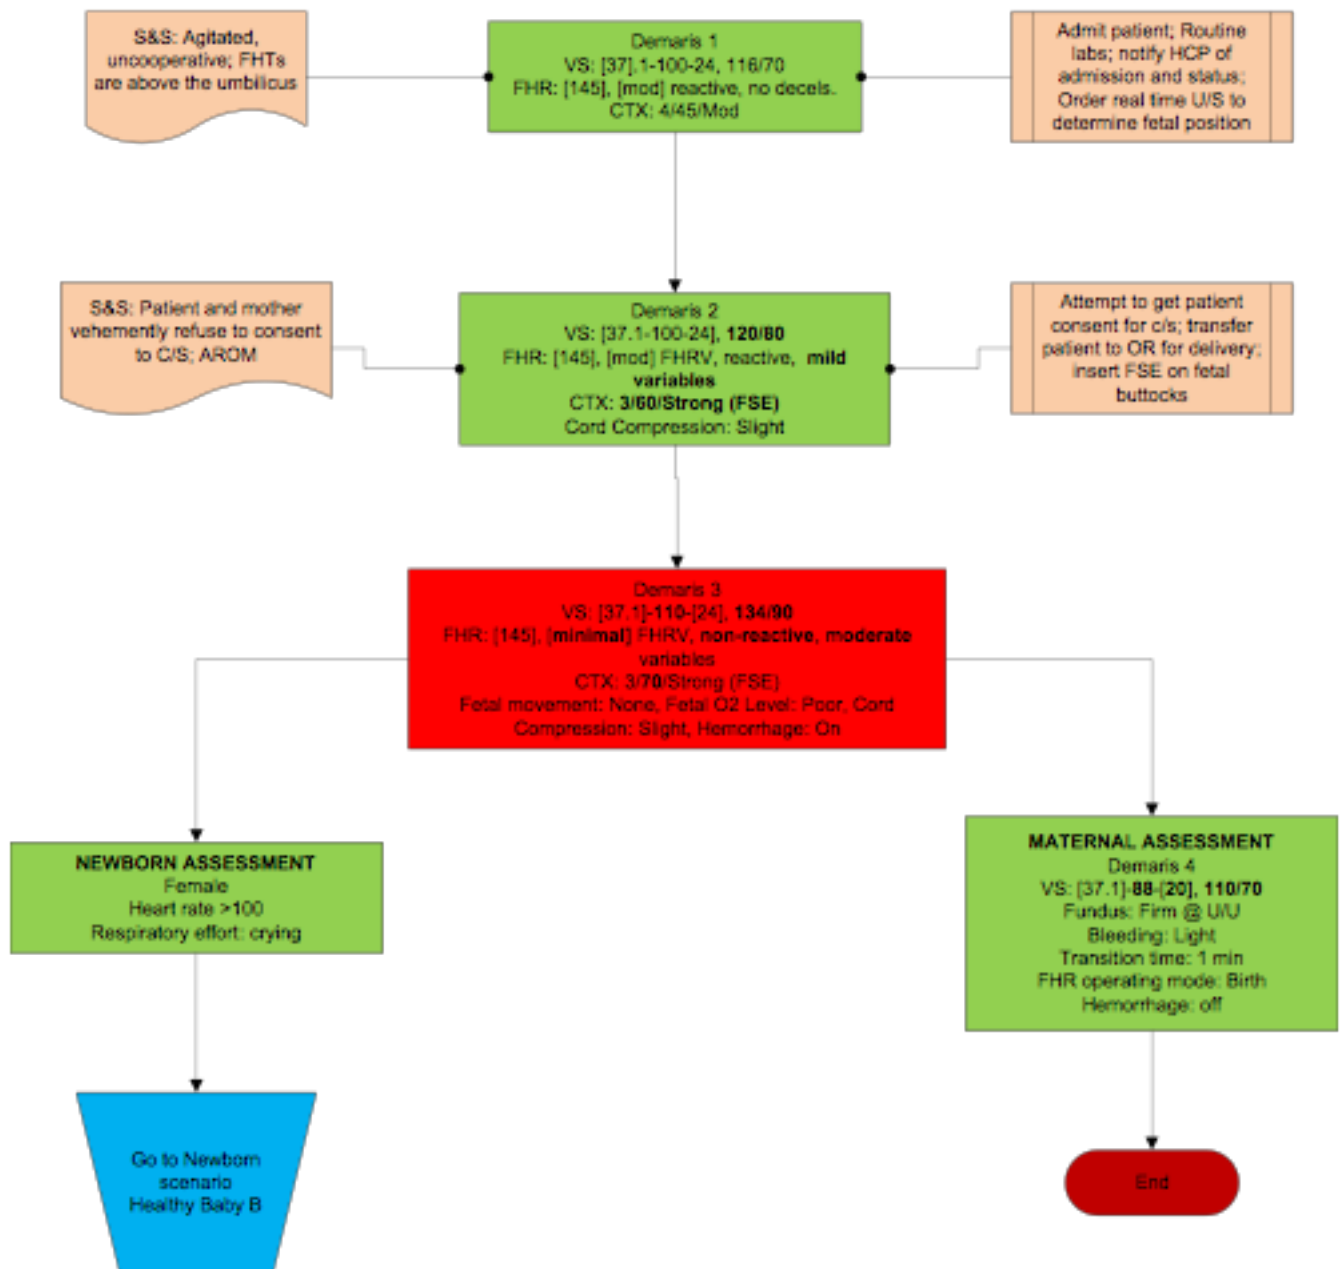 S&S: Agitated,
uncooperative; FHTs
are above the umbilicus
Demaris 1
VS: [37].1-100-24, 116/70
FHR: [145], [mod] reactive, no decels.
CTX: 4/45/Mod
Admit patient; Routine
labs; notify HCP of
admission and status;
Order real time U/S to
determine fetal position
S&S: Patient and mother
vehemently refuse to consent
to C/S; AROM
Demaris 2
VS: [37.1-100-24], 120/80
FHR: [145], [mod] FHRV, reactive, mild
variables
CTX: 3/60/Strong (FSE)
Cord Compression: Slight
Attempt to get patient
consent for c/s; transfer
patient to OR for delivery;
insert FSE on fetal
buttocks
Demaris 3
VS: [37.1]-110-[24], 134/90
FHR: [145], [minimal] FHRV, non-reactive, moderate
variables
CTX: 3/70/Strong (FSE)
Fetal movement: None, Fetal O2 Level: Poor, Cord
Compression: Slight, Hemorrhage: On
NEWBORN ASSESSMENT
Female
Heart rate >100
Respiratory effort: crying
MATERNAL ASSESSMENT
Demaris 4
VS: [37.1]-88-[20], 110/70
Fundus: Firm @ U/U
Bleeding: Light
Transition time: 1 min
FHR operating mode: Birth
Hemorrhage: off
Go to Newborn
scenario
Healthy Baby B
End